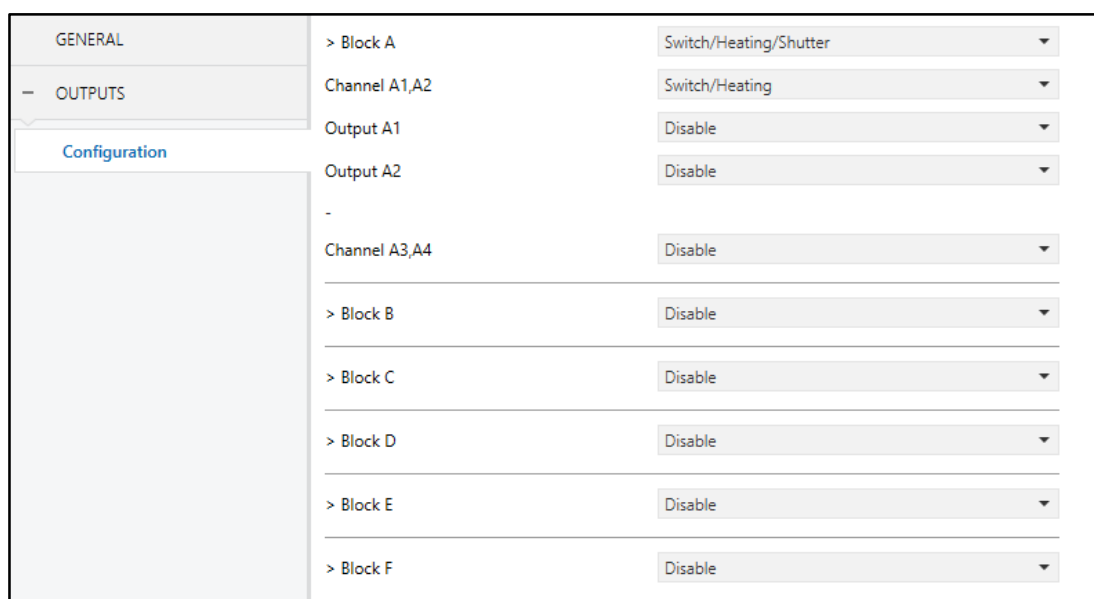 GENERAL
− OUTPUTS
Configuration
> Block A Switch/Heating/Shutter
Channel A1,A2 Switch/Heating
Output A1 Disable
Output A2 Disable
-
Channel A3,A4 Disable
> Block B Disable
> Block C Disable
> Block D Disable
> Block E Disable
> Block F Disable